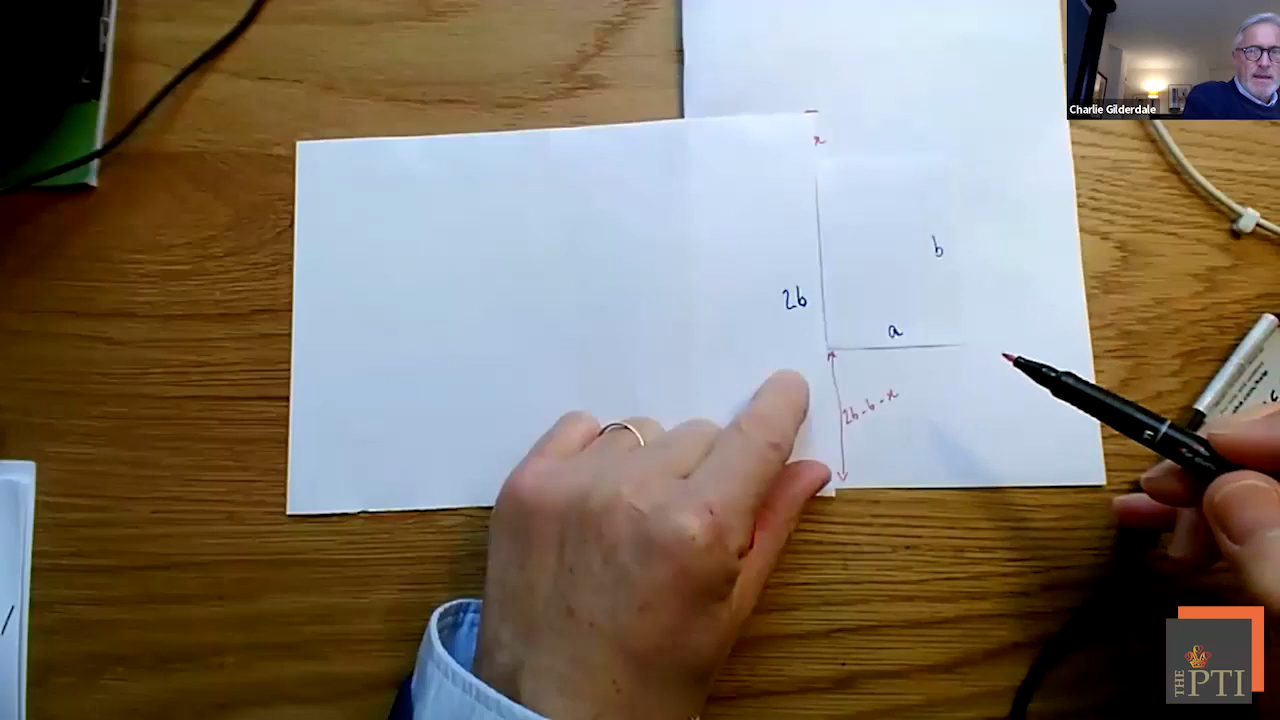 Charlie Gilderdale
x
b
2b
a
2b-b-x
THE PTI